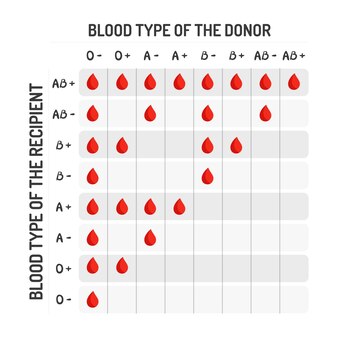 BLOOD TYPE OF THE DONOR
O - O + A - A + B - B + AB - AB +
BLOOD TYPE OF THE RECIPIENT
AB +
AB -
B +
B -
A +
A -
O +
O -